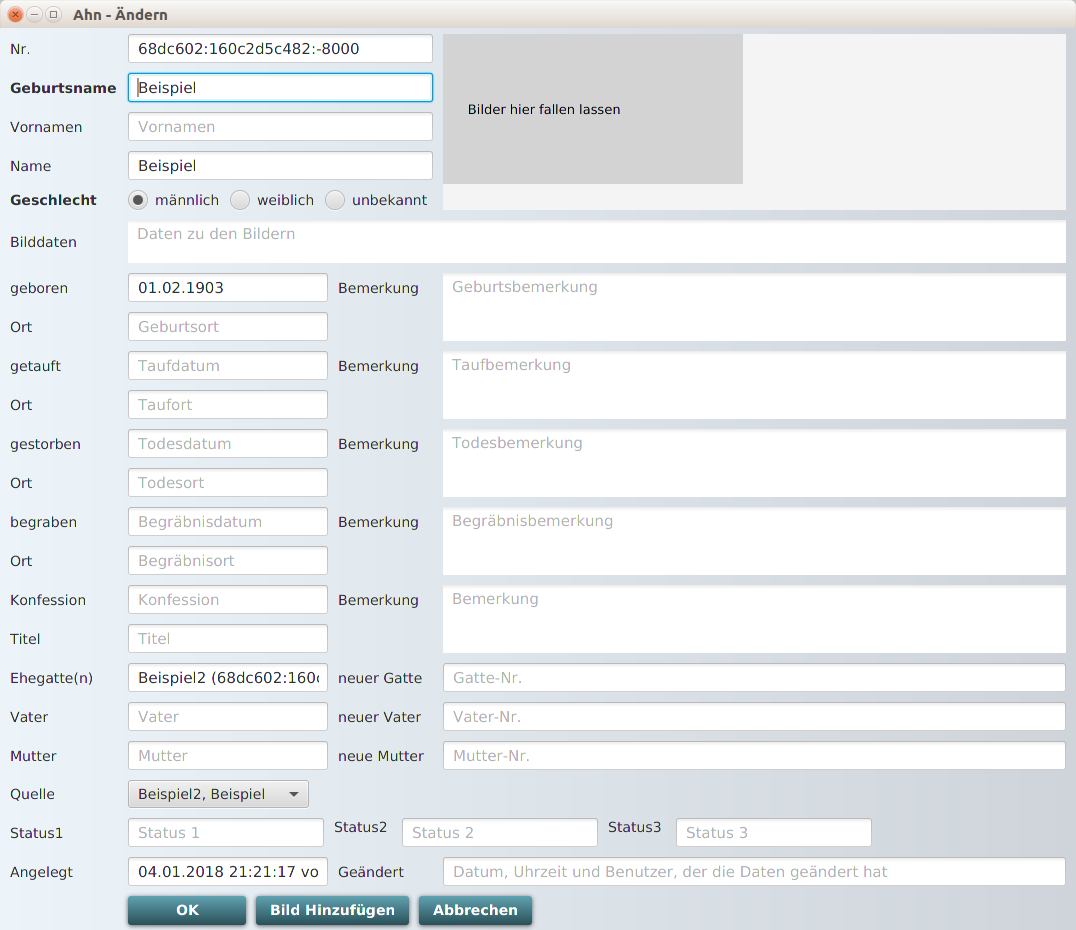 Ahn - Ändern
Nr. 68dc602:160c2d5c482:-8000
Bilder hier fallen lassen
Geburtsname Beispiel
Vornamen Vornamen
Name Beispiel
Geschlecht männlich weiblich unbekannt
Bilddaten Daten zu den Bildern
geboren 01.02.1903 Bemerkung Geburtsbemerkung
Ort Geburtsort
getauft Taufdatum Bemerkung Taufbemerkung
Ort Taufort
gestorben Todesdatum Bemerkung Todesbemerkung
Ort Todesort
begraben Begräbnisdatum Bemerkung Begräbnisbemerkung
Ort Begräbnisort
Konfession Konfession Bemerkung Bemerkung
Titel Titel
Ehegatte(n) Beispiel2 (68dc602:160 neuer Gatte Gatte-Nr.
Vater Vater neuer Vater Vater-Nr.
Mutter Mutter neue Mutter Mutter-Nr.
Quelle Beispiel2, Beispiel
Status1 Status 1 Status2 Status 2 Status3 Status 3
Angelegt 04.01.2018 21:21:17 vo Geändert Datum, Uhrzeit und Benutzer, der die Daten geändert hat
OK Bild Hinzufügen Abbrechen